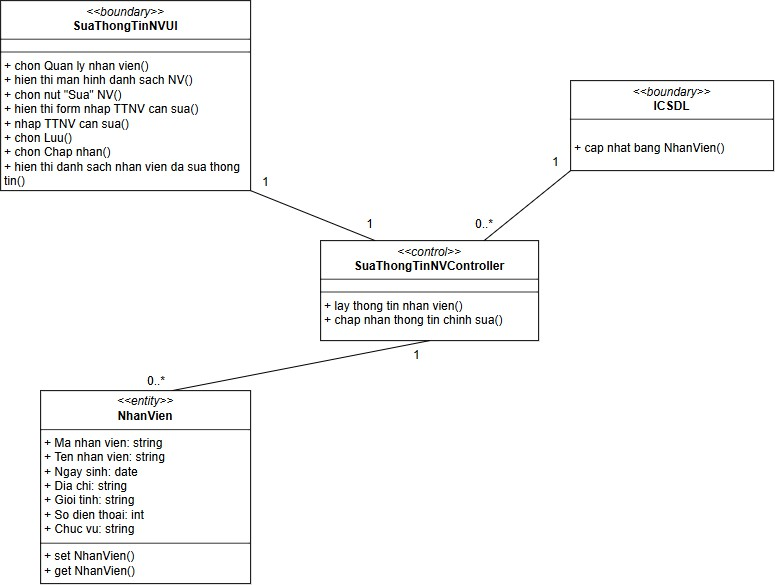 <<boundary>>
SuaThongTinNVUI
+ chon Quan ly nhan vien()
+ hien thi man hinh danh sach NV()
+ chon nut "Sua" NV()
+ hien thi form nhap TTNV can sua()
+ nhap TTNV can sua()
+ chon Luu()
+ chon Chap nhan()
+ hien thi danh sach nhan vien da sua thong
tin()
<<boundary>>
ICSDL
+ cap nhat bang NhanVien()
1
1
1
0..*
<<control>>
SuaThongTinNVController
+ lay thong tin nhan vien()
+ chap nhan thong tin chinh sua()
1
0..*
<<entity>>
NhanVien
+ Ma nhan vien: string
+ Ten nhan vien: string
+ Ngay sinh: date
+ Dia chi: string
+ Gioi tinh: string
+ So dien thoai: int
+ Chuc vu: string
+ set NhanVien()
+ get NhanVien()